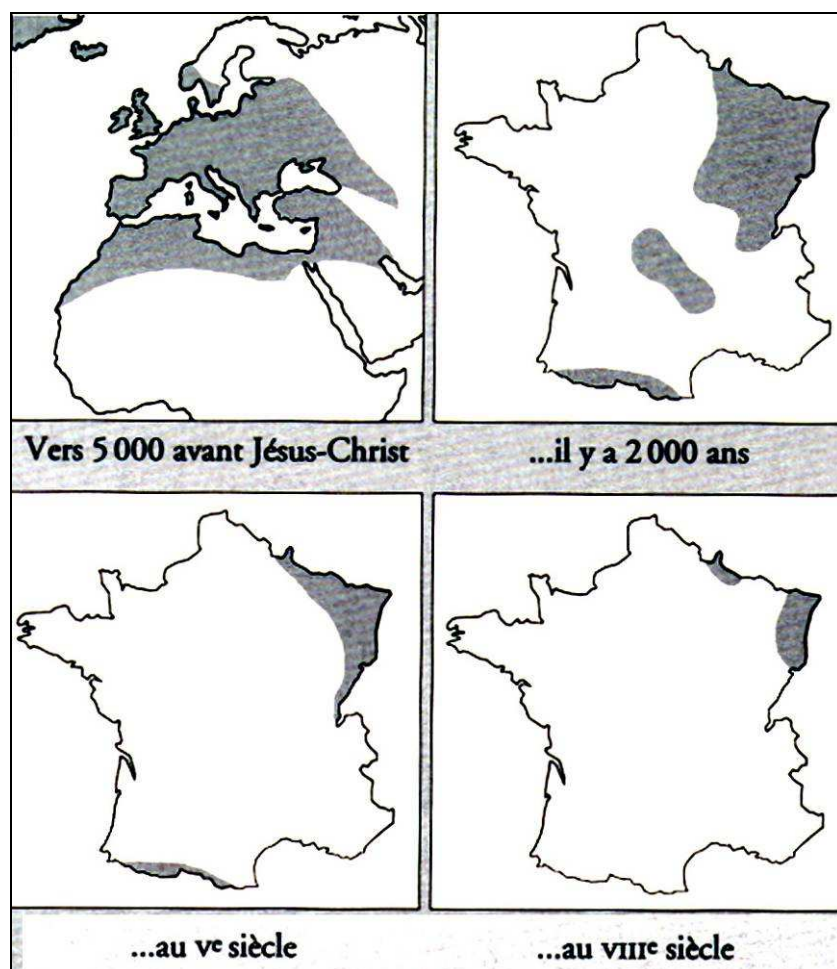 Vers 5 000 avant Jésus-Christ
...il y a 2 000 ans
...au Ve siècle
...au VIIIe siècle